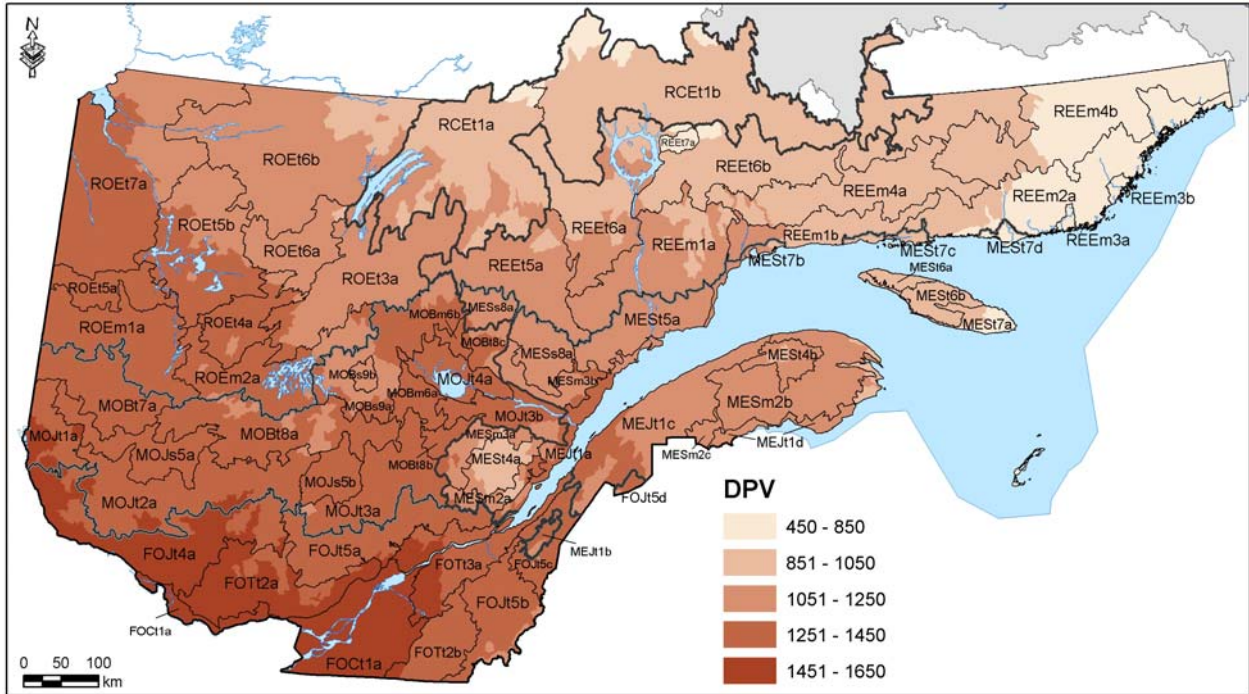 N
RCEt1b
RCEt1a
REEm4b
REEt7a
ROEt6b
REEt6b
ROEt7a
REEm4a
REEm2a
REEm3b
ROEt5b
REEt6a
REEm1a
REEm1b
ROEt6a
MESt7c
MESt7d
REEm3a
MESt7b
REEt5a
MESt6a
ROEt3a
ROEt5a
MESt6b
MESs8a
MOBm6b
MESt5a
MESt7a
ROEm1a
ROEt4a
MOBt8c
MESs8a
MESt4b
ROEm2a
MOBs9b
MOJt4a
MESm3b
MOBm6a
MESm2b
MOBt7a
MOBs9a
MOJt3b
MEJt1c
MOJt1a
MOBt8a
MESm3a
MEJt1d
MOJs5a
MEJt1a
MESm2c
MESt4a
MOBt8b
MOJs5b
MESm2a
FOJt5d
MOJt2a
MOJt3a
FOJt4a
FOJt5a
MEJt1b
FOTt3a
FOJt5c
FOTt2a
FOJt5b
FOCt1a
FOTt2b
FOCt1a
DPV
450 - 850
851 - 1050
1051 - 1250
1251 - 1450
1451 - 1650
0 50 100
km